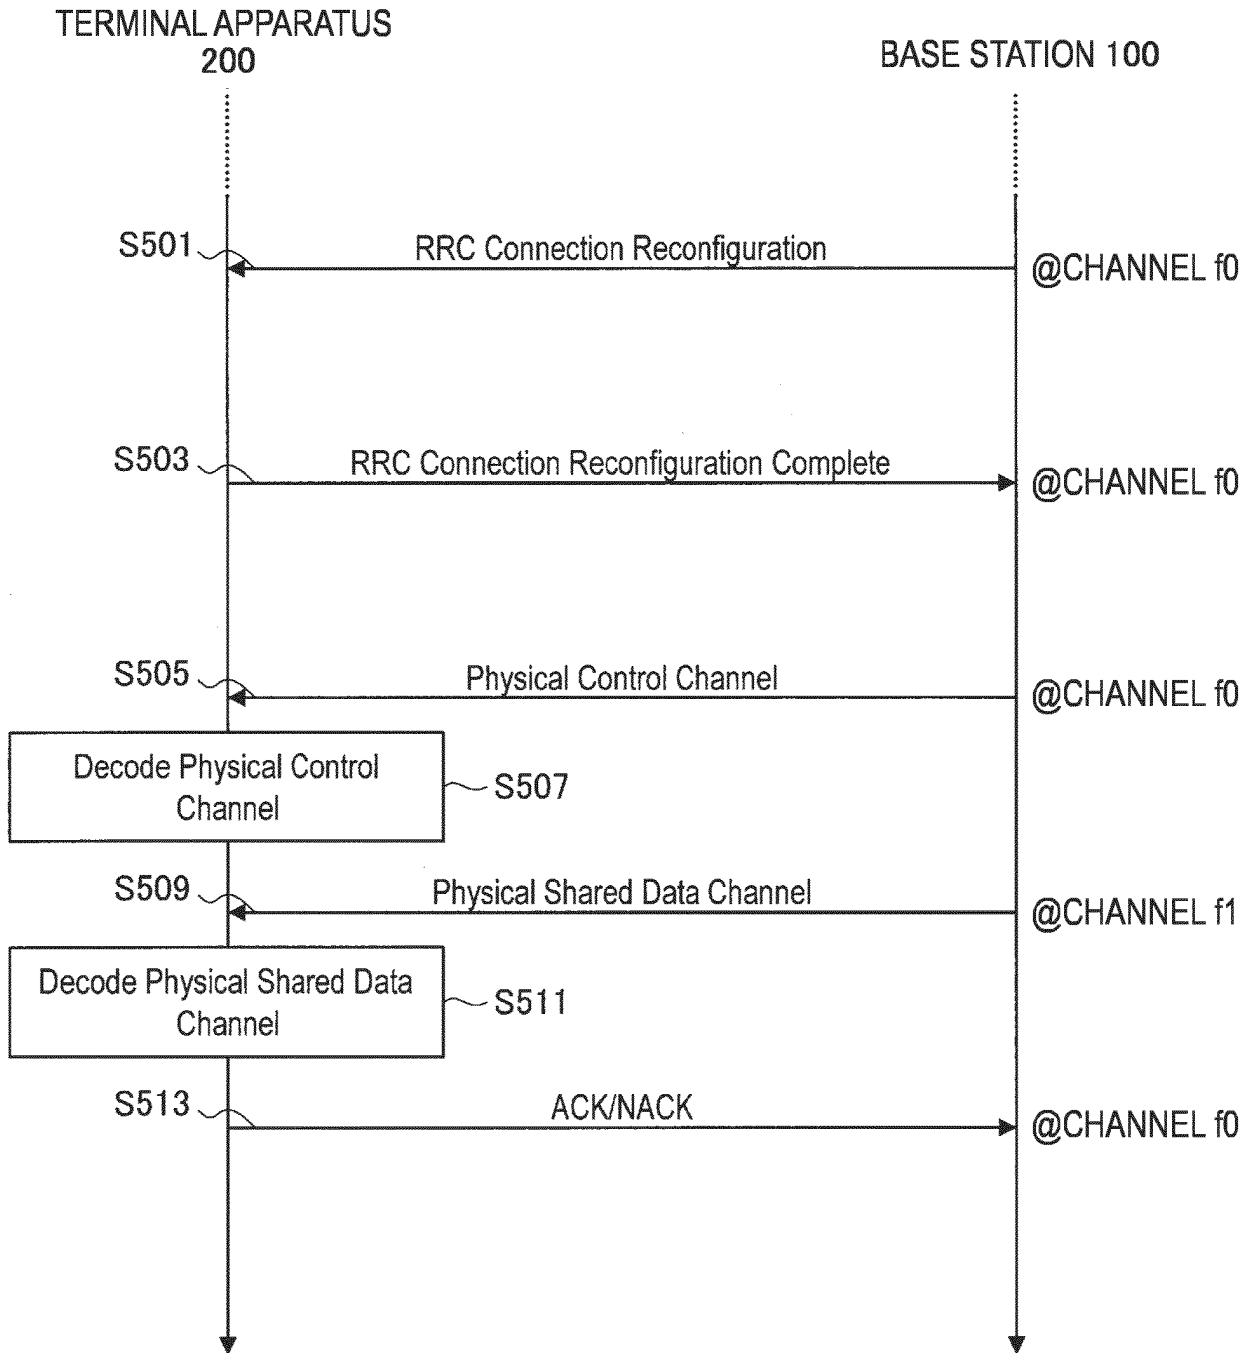 TERMINAL APPARATUS
200
BASE STATION 100
S501
RRC Connection Reconfiguration
@CHANNEL f0
S503
RRC Connection Reconfiguration Complete
@CHANNEL f0
S505
Physical Control Channel
@CHANNEL f0
Decode Physical Control
Channel
S507
S509
Physical Shared Data Channel
@CHANNEL f1
Decode Physical Shared Data
Channel
S511
S513
ACK/NACK
@CHANNEL f0